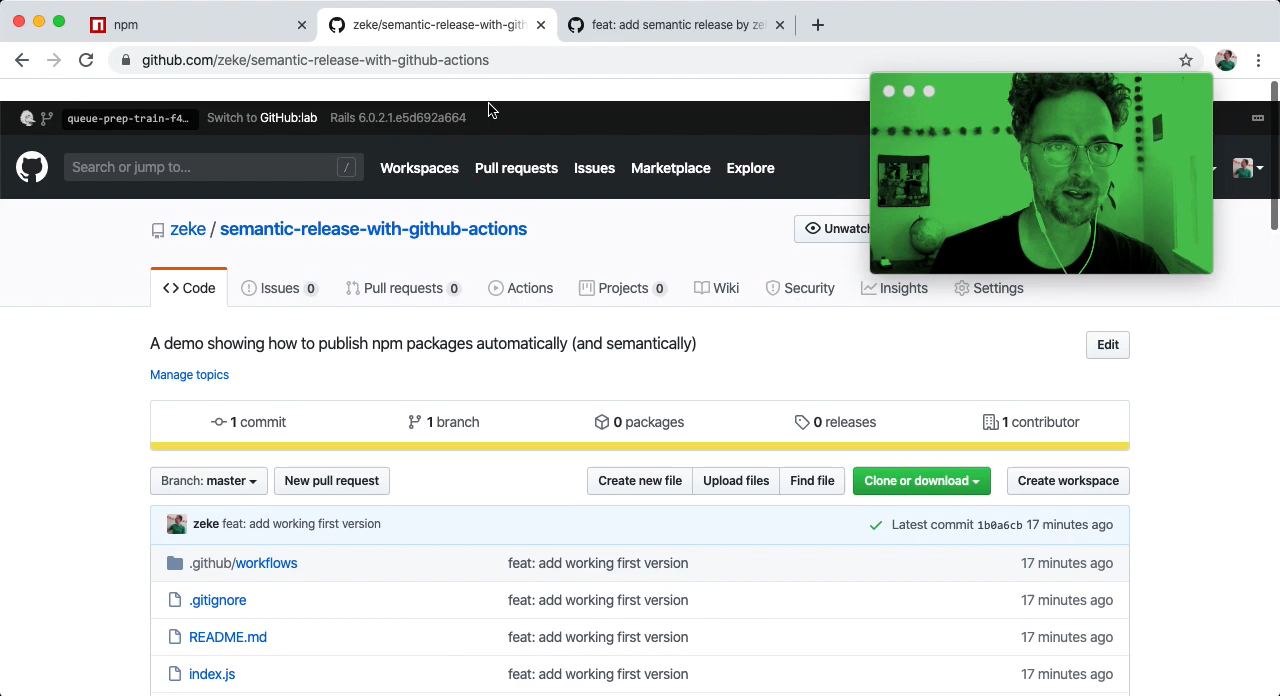 npm
zeke/semantic-release-with-gith
feat: add semantic release by ze
github.com/zeke/semantic-release-with-github-actions
queue-prep-train-f4...
Switch to GitHub:lab
Rails 6.0.2.1.e5d692a664
Search or jump to...
/
Workspaces
Pull requests
Issues
Marketplace
Explore
zeke / semantic-release-with-github-actions
Unwatch
Code
Issues 0
Pull requests 0
Actions
Projects 0
Wiki
Security
Insights
Settings
A demo showing how to publish npm packages automatically (and semantically)
Edit
Manage topics
1 commit
1 branch
0 packages
0 releases
1 contributor
Branch: master
New pull request
Create new file
Upload files
Find file
Clone or download
Create workspace
zeke feat: add working first version
Latest commit 1b0a6cb 17 minutes ago
.github/workflows
feat: add working first version
17 minutes ago
.gitignore
feat: add working first version
17 minutes ago
README.md
feat: add working first version
17 minutes ago
index.js
feat: add working first version
17 minutes ago